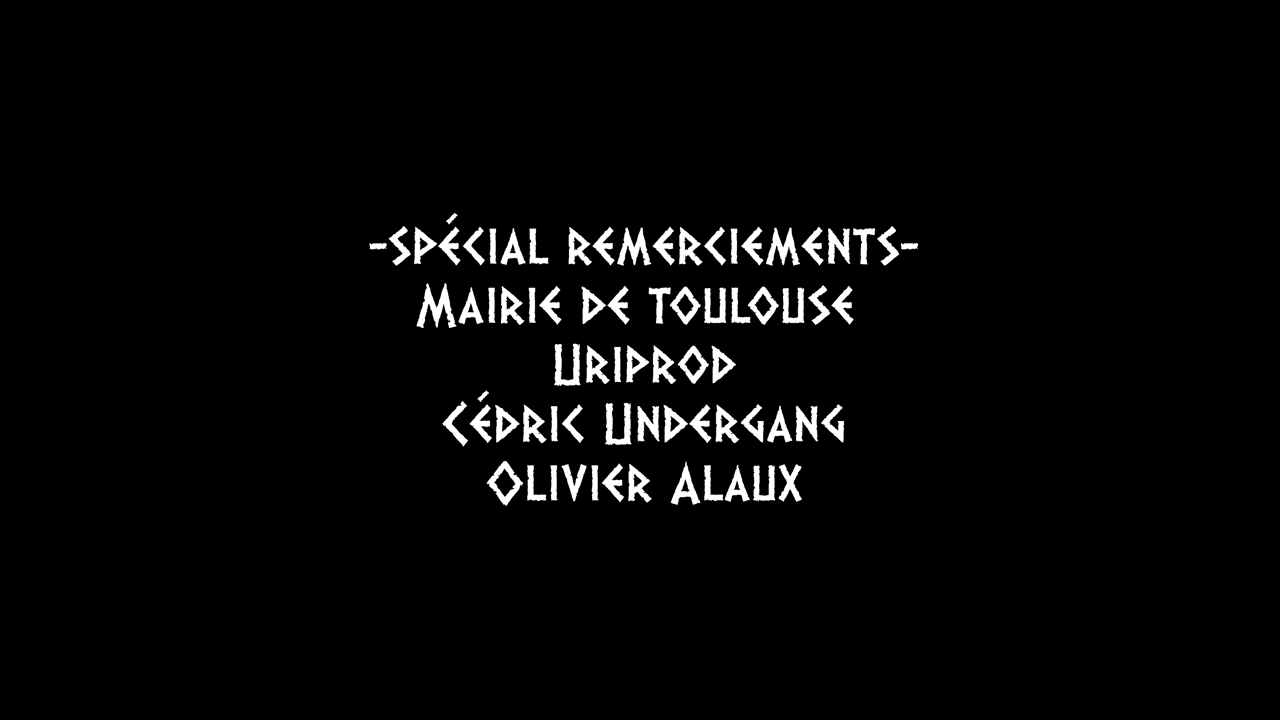 -Spécial remerciements-
Mairie de Toulouse
Uriprod
Cédric Undergang
Olivier Alaux